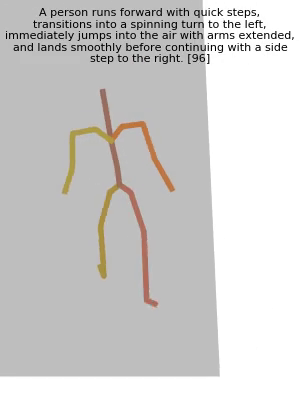 A person runs forward with quick steps,
transitions into a spinning turn to the left,
immediately jumps into the air with arms extended,
and lands smoothly before continuing with a side
step to the right. [96]